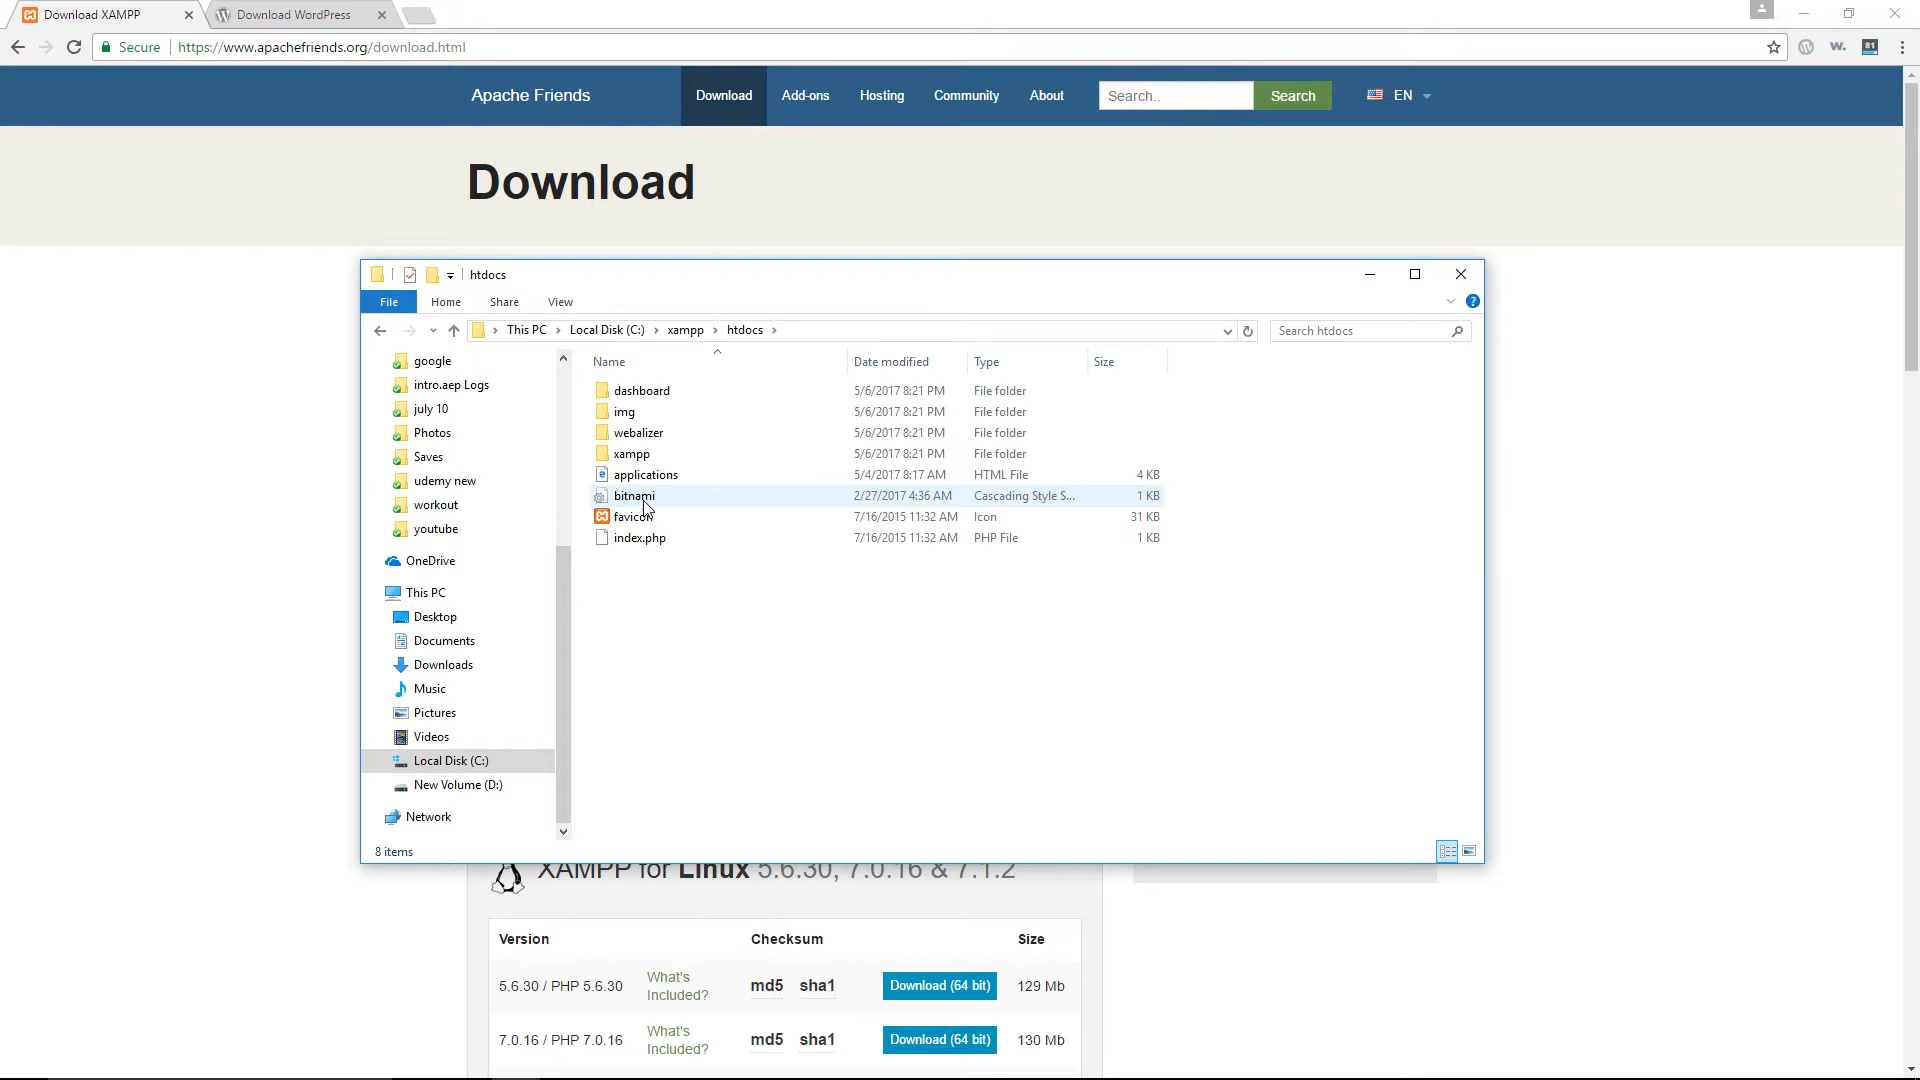 Download XAMPP
Download WordPress
Secure https://www.apachefriends.org/download.html
W. 81
Apache Friends Download Add-ons Hosting Community About Search.. Search EN
Download
htdocs
File Home Share View
This PC Local Disk (C:) xampp htdocs Search htdocs
Name Date modified Type Size
google
intro.aep Logs
july 10
Photos
Saves
udemy new
workout
youtube
OneDrive
This PC
Desktop
Documents
Downloads
Music
Pictures
Videos
Local Disk (C:)
New Volume (D:)
Network
dashboard 5/6/2017 8:21 PM File folder
img 5/6/2017 8:21 PM File folder
webalizer 5/6/2017 8:21 PM File folder
xampp 5/6/2017 8:21 PM File folder
applications 5/4/2017 8:17 AM HTML File 4 KB
bitnami 2/27/2017 4:36 AM Cascading Style S... 1 KB
favicon 7/16/2015 11:32 AM Icon 31 KB
index.php 7/16/2015 11:32 AM PHP File 1 KB
8 items
XAMPP for Linux 5.6.30, 7.0.16 & 7.1.2
Version Checksum Size
5.6.30 / PHP 5.6.30 What's Included? md5 sha1 Download (64 bit) 129 Mb
7.0.16 / PHP 7.0.16 What's Included? md5 sha1 Download (64 bit) 130 Mb